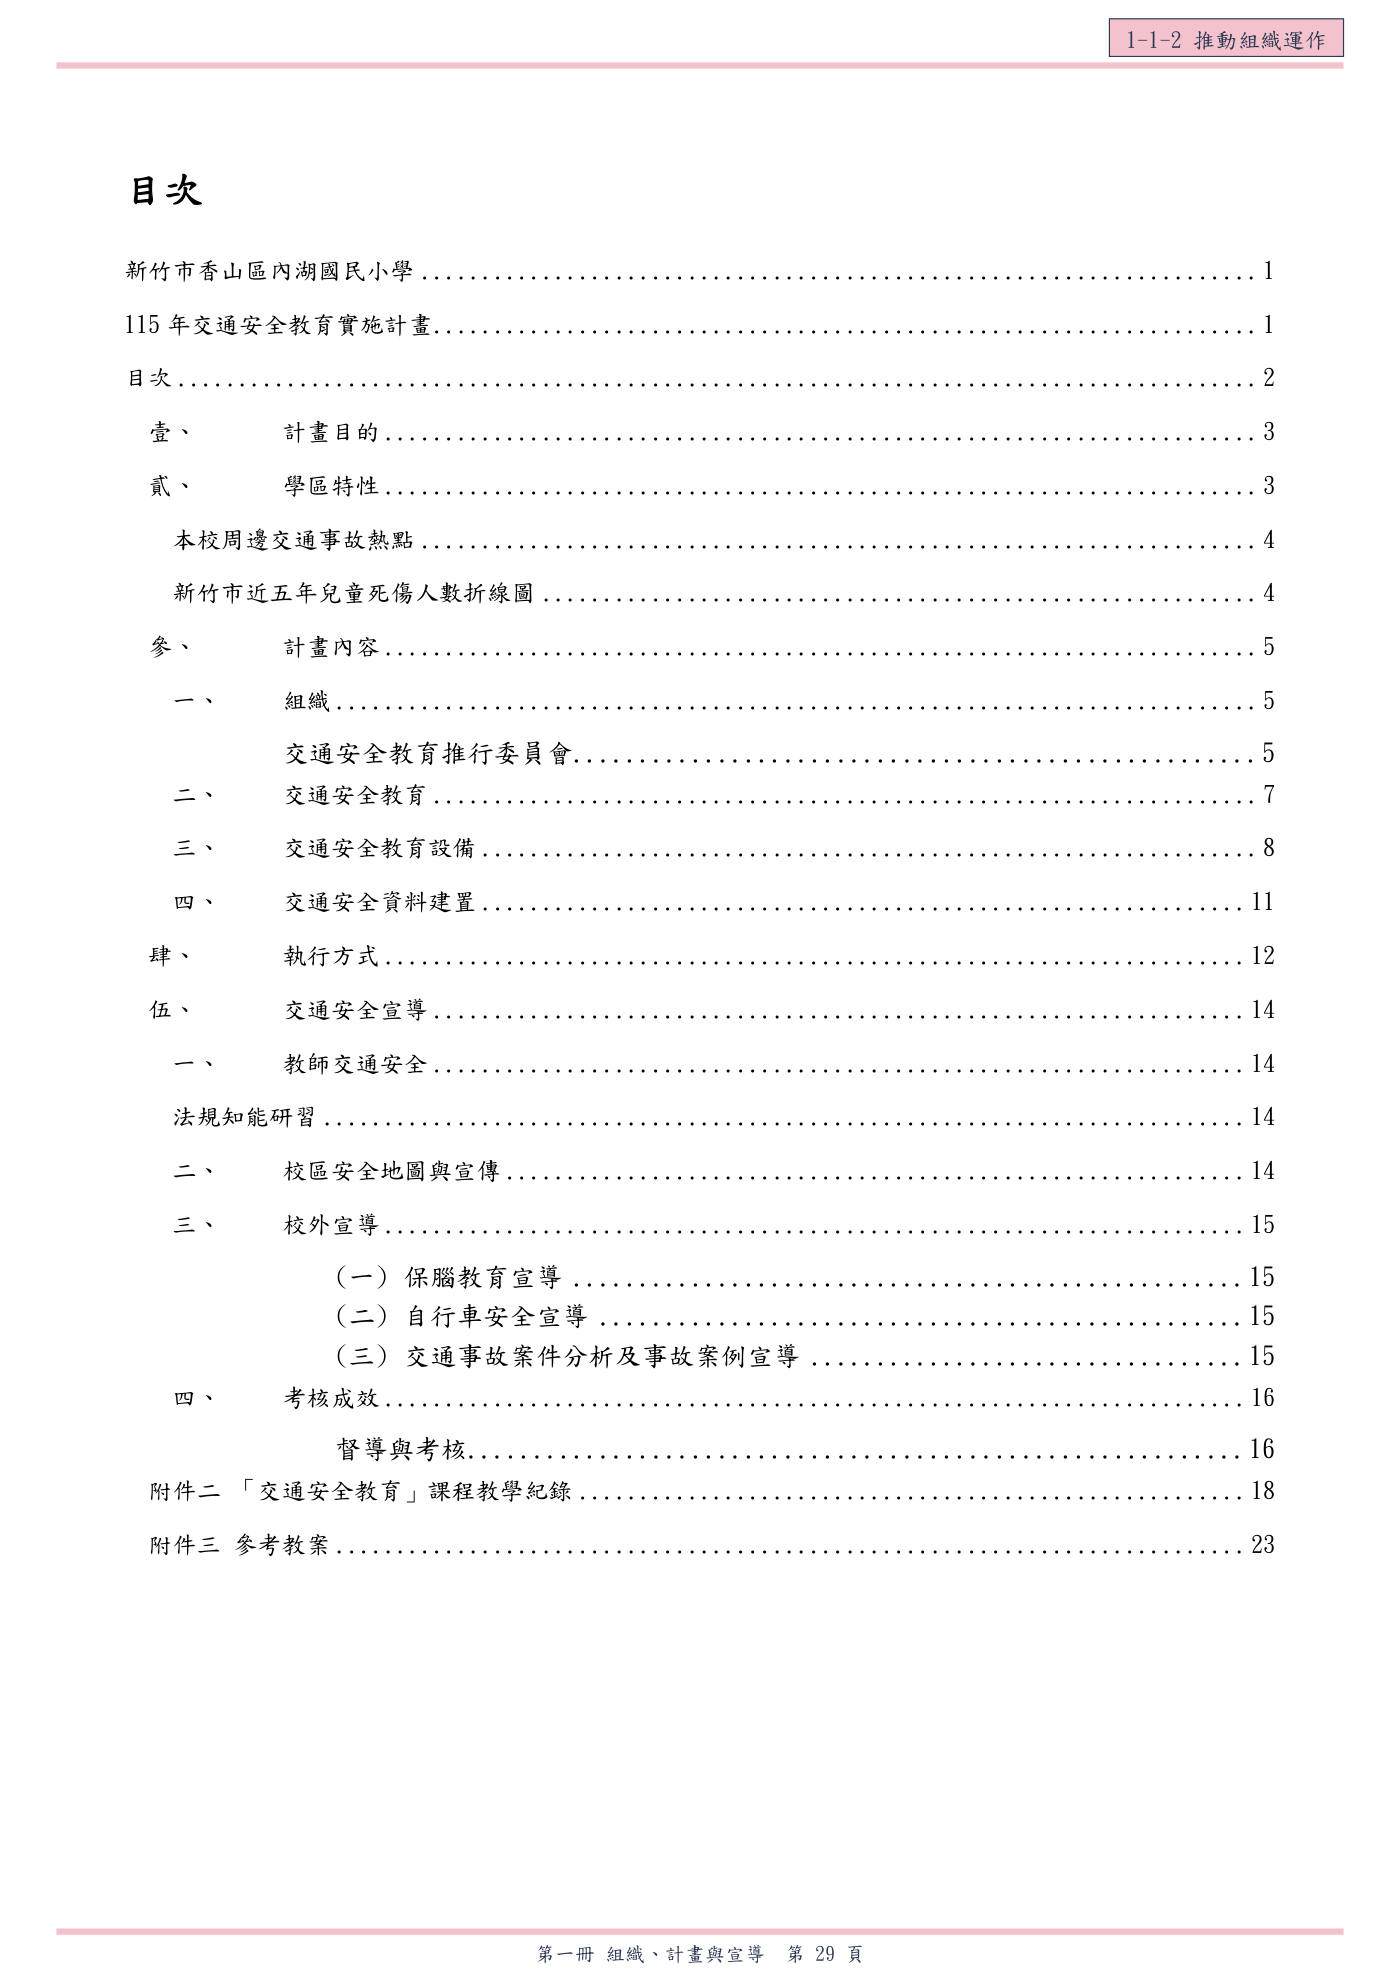 1-1-2 推動組織運作
目次
新竹市香山區內湖國民小學 1
115 年交通安全教育實施計畫 1
目次 2
壹、 計畫目的 3
貳、 學區特性 3
本校周邊交通事故熱點 4
新竹市近五年兒童死傷人數折線圖 4
參、 計畫內容 5
一、 組織 5
交通安全教育推行委員會 5
二、 交通安全教育 7
三、 交通安全教育設備 8
四、 交通安全資料建置 11
肆、 執行方式 12
伍、 交通安全宣導 14
一、 教師交通安全 14
法規知能研習 14
二、 校區安全地圖與宣傳 14
三、 校外宣導 15
（一）保腦教育宣導 15
（二）自行車安全宣導 15
（三）交通事故案件分析及事故案例宣導 15
四、 考核成效 16
督導與考核 16
附件二 「交通安全教育」課程教學紀錄 18
附件三 參考教案 23
第一冊 組織、計畫與宣導 第 29 頁